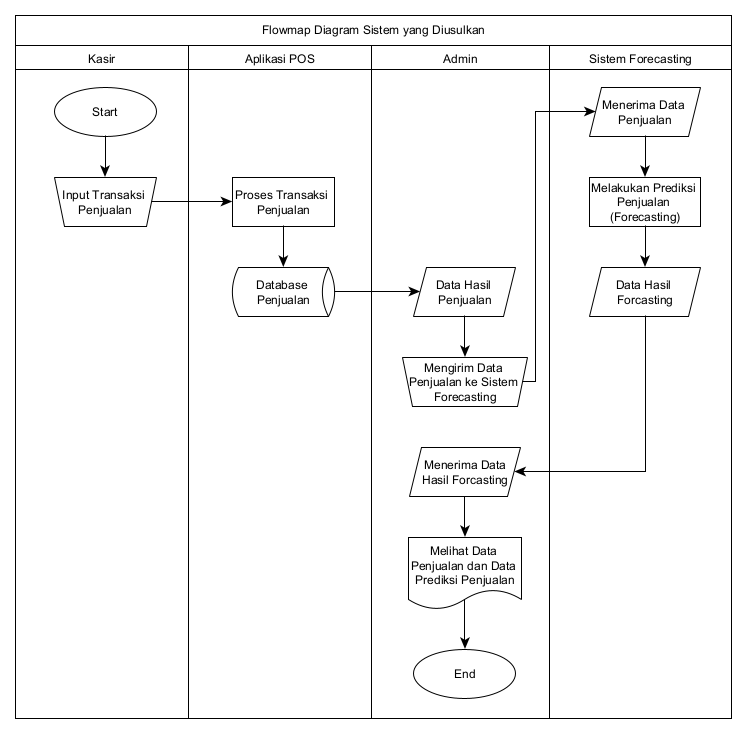 Flowmap Diagram Sistem yang Diusulkan
Kasir
Aplikasi POS
Admin
Sistem Forecasting
Start
Input Transaksi
Penjualan
Proses Transaksi
Penjualan
Database
Penjualan
Data Hasil
Penjualan
Mengirim Data
Penjualan ke Sistem
Forecasting
Menerima Data
Penjualan
Melakukan Prediksi
Penjualan
(Forecasting)
Data Hasil
Forcasting
Menerima Data
Hasil Forcasting
Melihat Data
Penjualan dan Data
Prediksi Penjualan
End